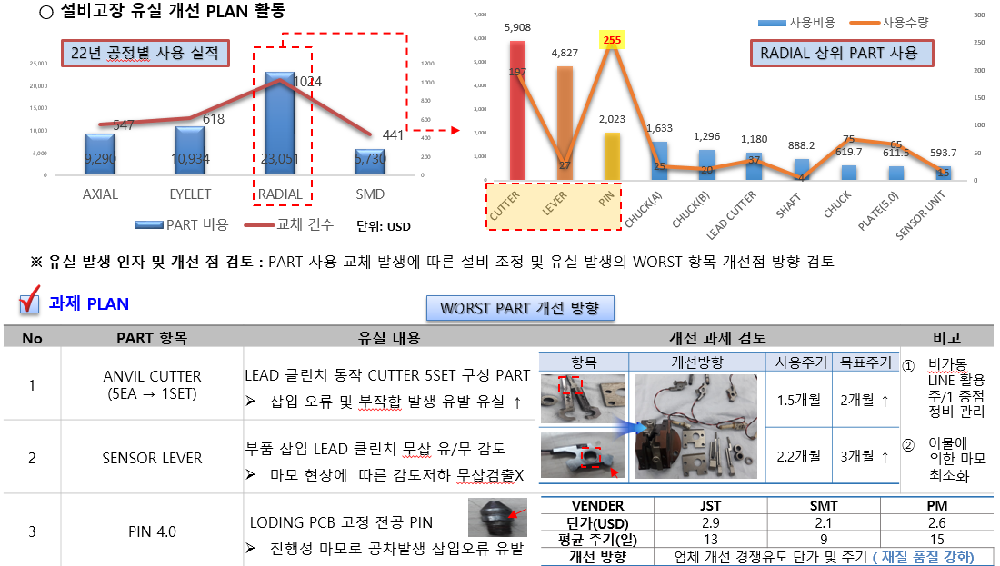 ○ 설비고장 유실 개선 PLAN 활동
22년 공정별 사용 실적
25,000
20,000
15,000
10,000
5,000
0
1200
1000
800
600
400
200
0
547
618
1024
441
9,290
10,934
23,051
5,730
AXIAL
EYELET
RADIAL
SMD
PART 비용
교체 건수
단위: USD
사용비용
사용수량
RADIAL 상위 PART 사용
7,000
6,000
5,000
4,000
3,000
2,000
1,000
0
300
250
200
150
100
50
0
5,908
4,827
2,023
1,633
1,296
1,180
888.2
619.7
611.5
593.7
197
27
255
25
20
37
4
75
65
15
CUTTER
LEVER
PIN
CHUCK(A)
CHUCK(B)
LEAD CUTTER
SHAFT
CHUCK
PLATE(5.0)
SENSOR UNIT
※ 유실 발생 인자 및 개선 점 검토 : PART 사용 교체 발생에 따른 설비 조정 및 유실 발생의 WORST 항목 개선점 방향 검토
과제 PLAN
WORST PART 개선 방향
No
PART 항목
유실 내용
개선 과제 검토
비고
1
ANVIL CUTTER
(5EA → 1SET)
LEAD 클린치 동작 CUTTER 5SET 구성 PART
➢ 삽입 오류 및 부작합 발생 유발 유실 ↑
항목
개선방향
사용주기
목표주기
1.5개월
2개월 ↑
2.2개월
3개월 ↑
① 비가동
LINE 활용
주/1 중점
정비 관리
② 이물에
의한 마모
최소화
2
SENSOR LEVER
부품 삽입 LEAD 클린치 무삽 유/무 감도
➢ 마모 현상에 따른 감도저하 무삽검출X
3
PIN 4.0
LODING PCB 고정 전공 PIN
➢ 진행성 마모로 공차발생 삽입오류 유발
VENDER
JST
SMT
PM
단가(USD)
2.9
2.1
2.6
평균 주기(일)
13
9
15
개선 방향
업체 개선 경쟁유도 단가 및 주기 ( 재질 품질 강화)